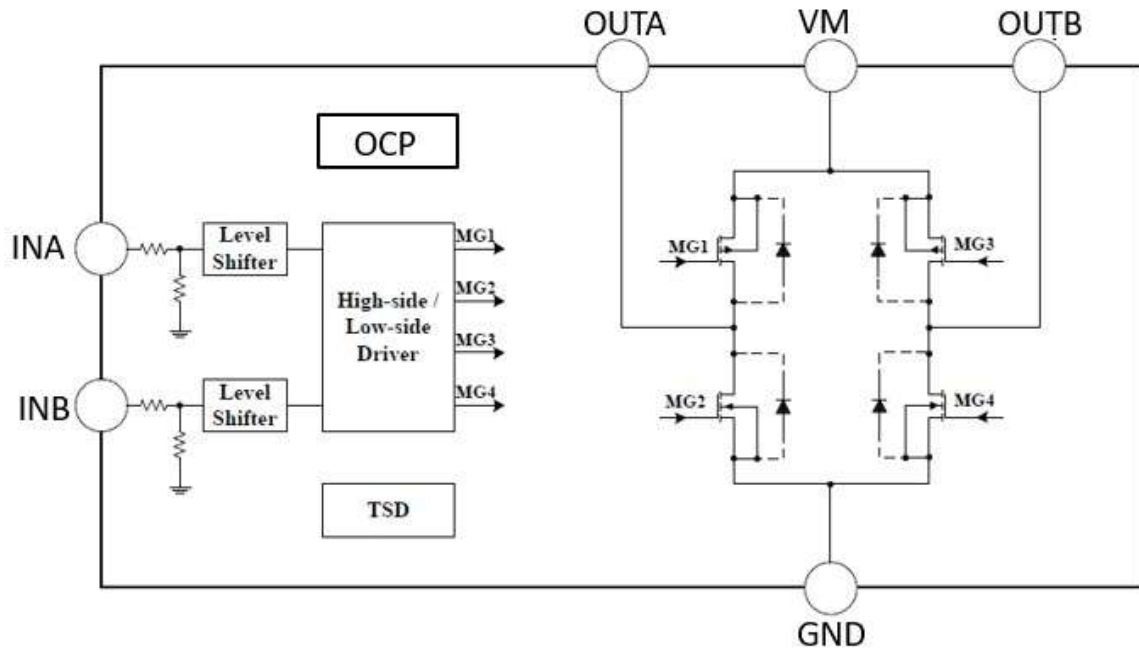 OUTA
VM
OUTB
OCP
INA
Level
Shifter
MG1
MG2
High-side /
Low-side
Driver
MG3
MG4
INB
Level
Shifter
TSD
MG1
MG3
MG2
MG4
GND